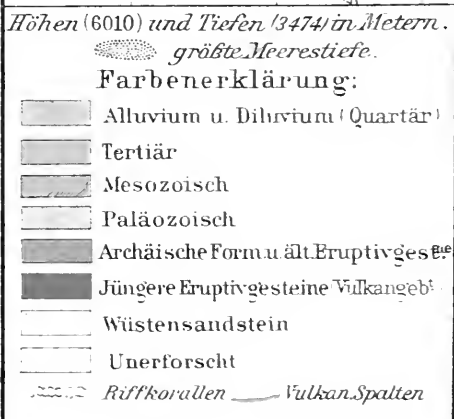 Höhen (6010) und Tiefen (3474) in Metern.
größte Meerestiefe.
Farbenerklärung:
Alluvium u. Diluvium (Quartär)
Tertiär
Mesozoisch
Paläozoisch
Archäische Form. u. ält. Eruptivgest.
Jüngere Eruptivgesteine Vulkangebt
Wüstensandstein
Unerforscht
Riffkorallen Vulkan. Spalten